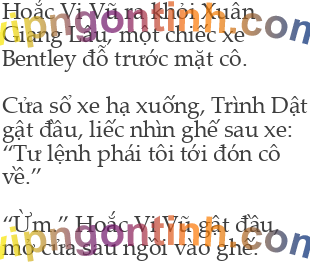 Hoắc Vi Vũ ra khỏi Xuân
Giang Lâu, một chiếc xe
Bentley đỗ trước mặt cô.
Cửa sổ xe hạ xuống, Trình Dật
gật đầu, liếc nhìn ghế sau xe:
“Tư lệnh phái tôi tới đón cô
về.”
“Ừm.” Hoắc Vi Vũ gật đầu,
mở cửa sau ngồi vào ghế.